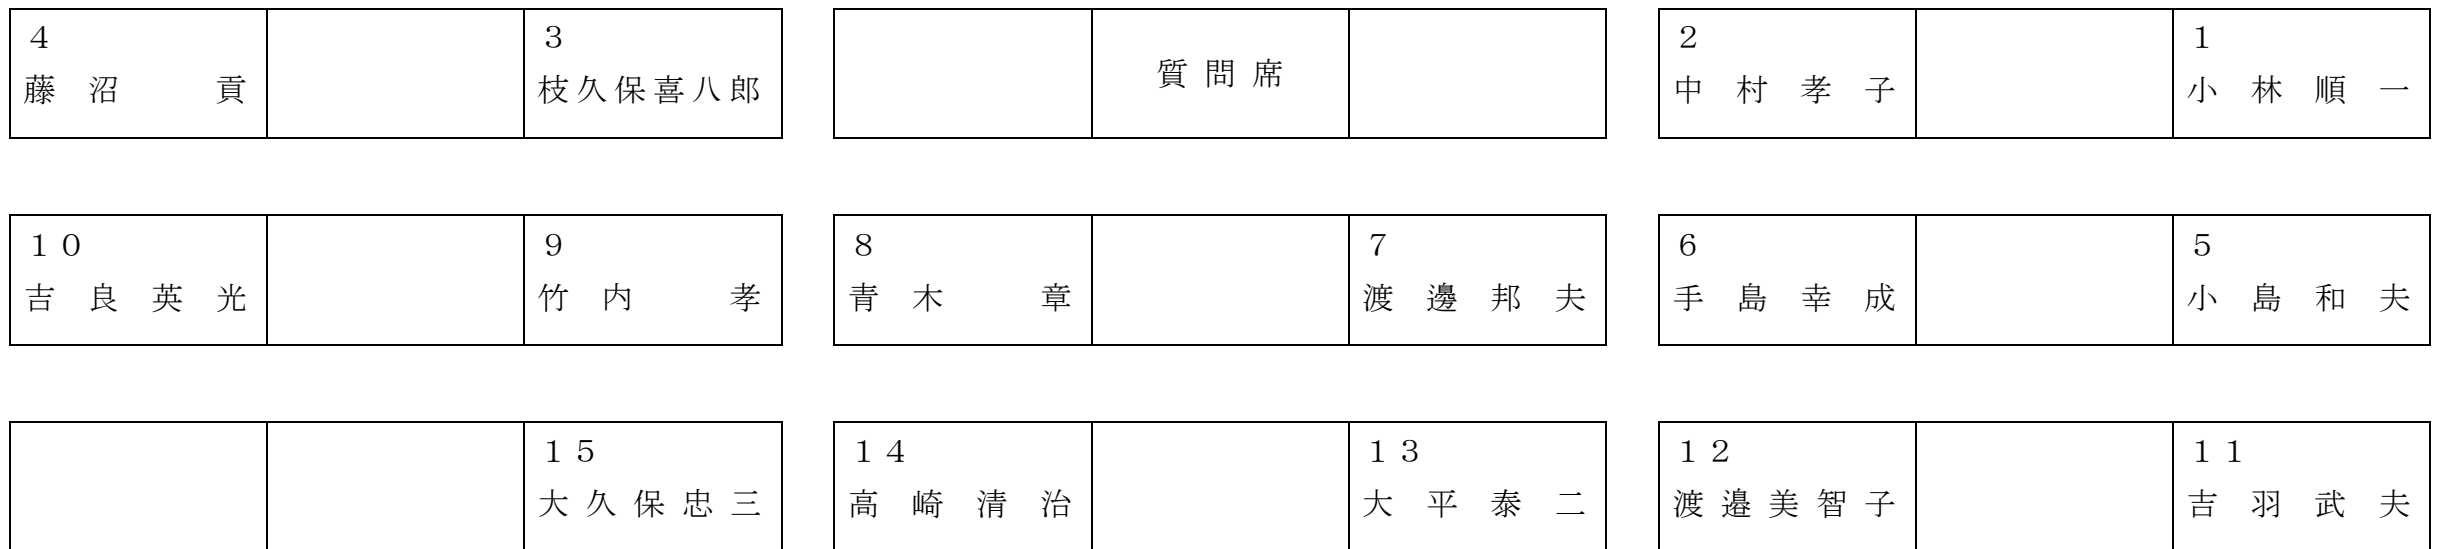 ４
藤沼　貢
３
枝久保喜八郎
質問席
２
中村孝子
１
小林順一
１０
吉良英光
９
竹内　孝
８
青木　章
７
渡邊邦夫
６
手島幸成
５
小島和夫
１５
大久保忠三
１４
高崎清治
１３
大平泰二
１２
渡邉美智子
１１
吉羽武夫